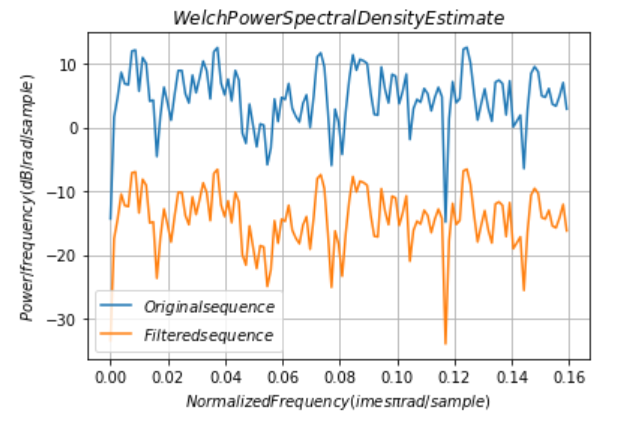 WelchPowerSpectralDensityEstimate
Power/frequency(dB/rad/sample)
10
0
−10
−20
−30
Originalsequence
Filteredsequence
0.00 0.02 0.04 0.06 0.08 0.10 0.12 0.14 0.16
NormalizedFrequency(imesπrad/sample)